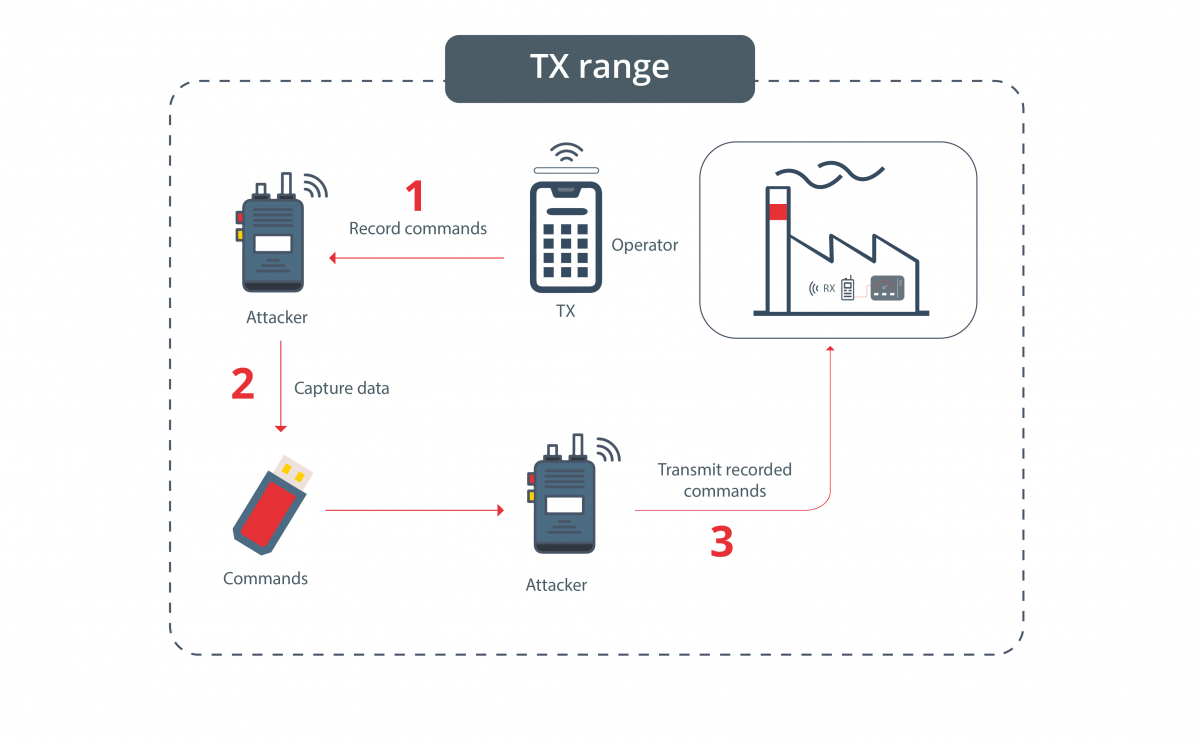 TX range
1
Record commands
Operator
TX
RX
Attacker
2
Capture data
Transmit recorded
commands
3
Commands
Attacker